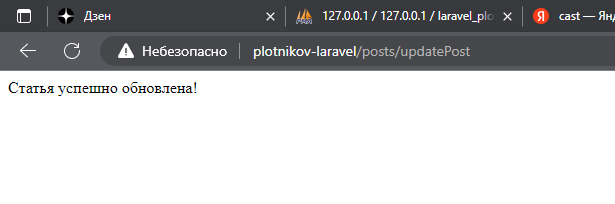 Дзен
127.0.0.1 / 127.0.0.1 / laravel_plo
cast — Ян
Небезопасно
plotnikov-laravel/posts/updatePost
Статья успешно обновлена!